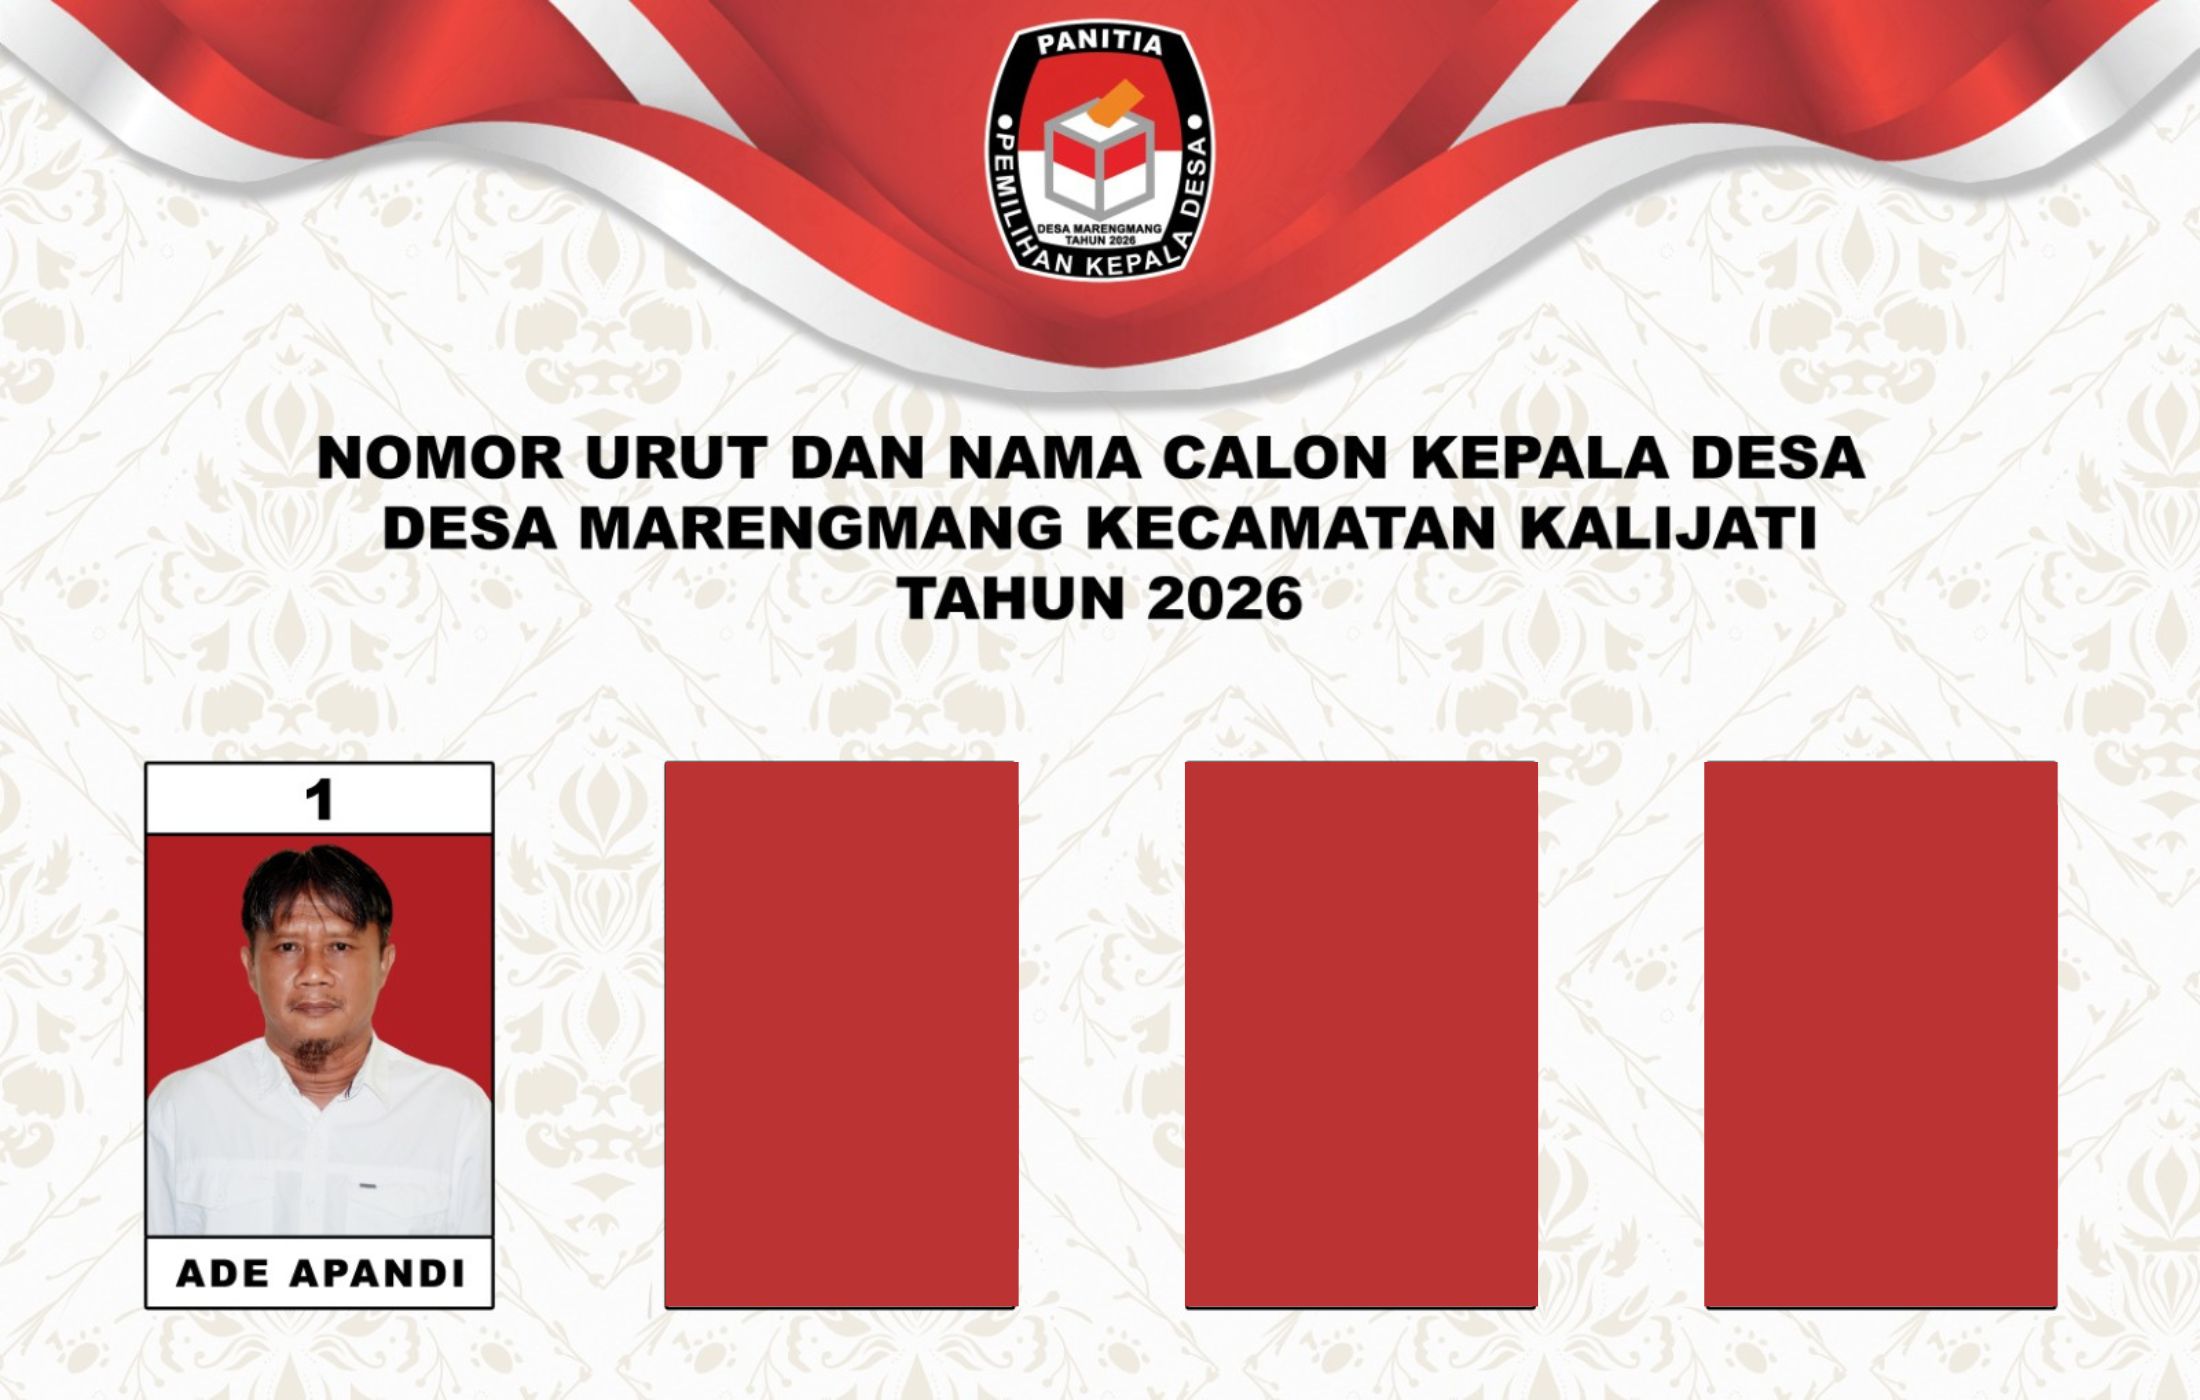 PANITIA
PEMILIHAN KEPALA DESA
DESA MARENGMANG
TAHUN 2026
NOMOR URUT DAN NAMA CALON KEPALA DESA
DESA MARENGMANG KECAMATAN KALIJATI
TAHUN 2026
1
ADE APANDI